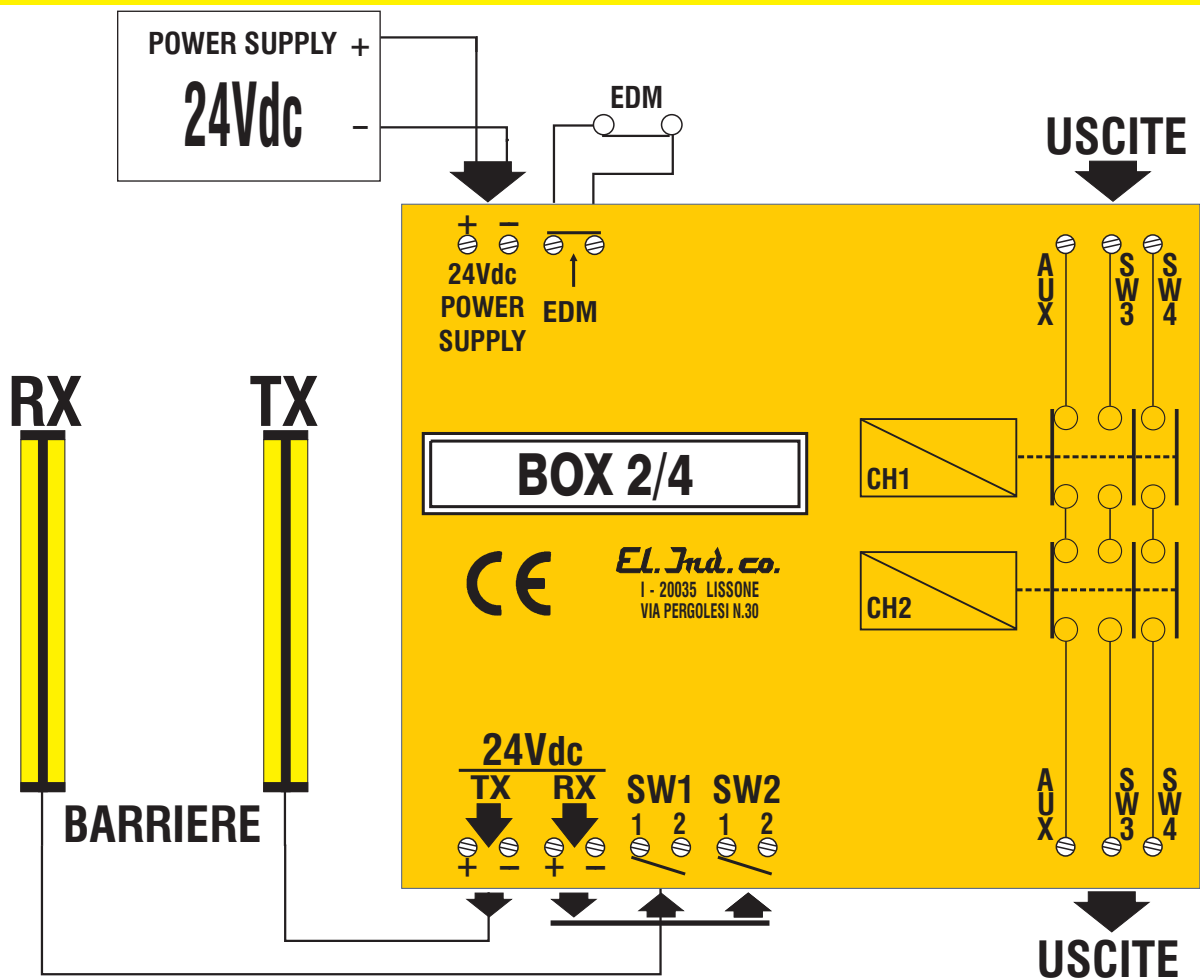 POWER SUPPLY +
24Vdc
−
EDM
USCITE
+ −
24Vdc
POWER
SUPPLY
EDM
AUX
SW3
SW4
RX
TX
BOX 2/4
CH1
CE
El.Ind.co.
I - 20035 LISSONE
VIA PERGOLESI N.30
CH2
BARRIERE
24Vdc
TX RX
SW1 SW2
1 2 1 2
+ − + −
AUX
SW3
SW4
USCITE